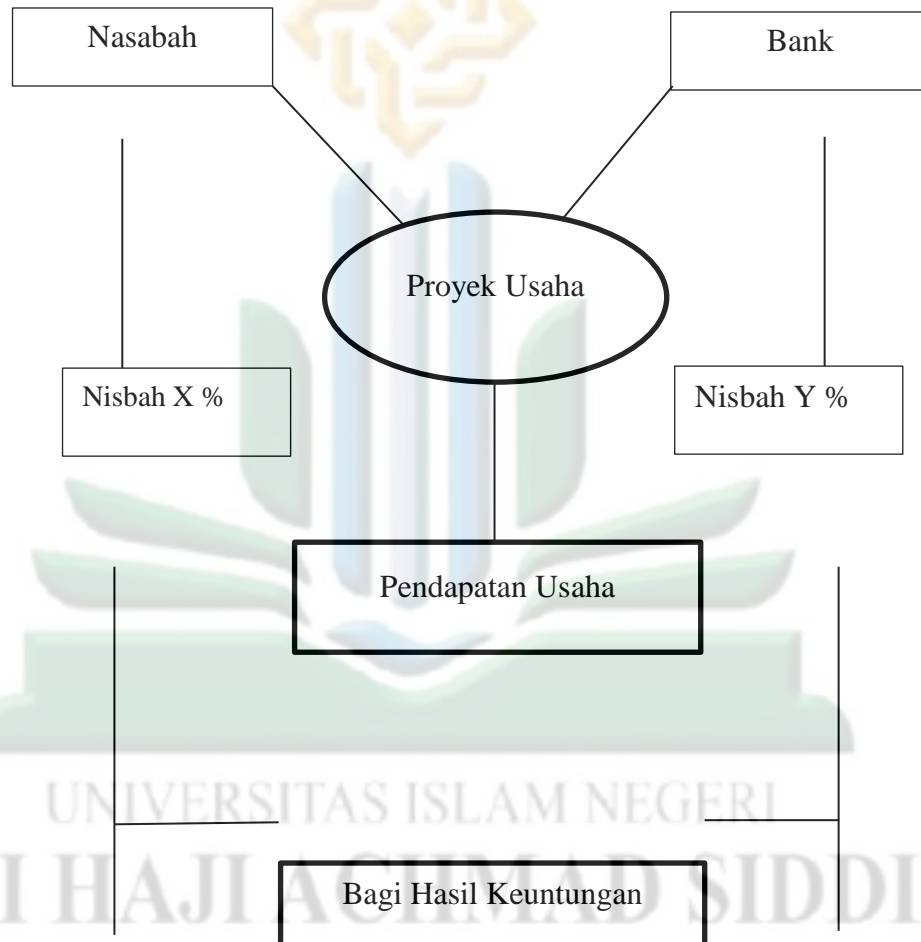 Nasabah
Bank
Proyek Usaha
Nisbah X %
Nisbah Y %
Pendapatan Usaha
UNIVERSITAS ISLAM NEGERI
I HAJI ACHMAD SIDDI
Bagi Hasil Keuntungan